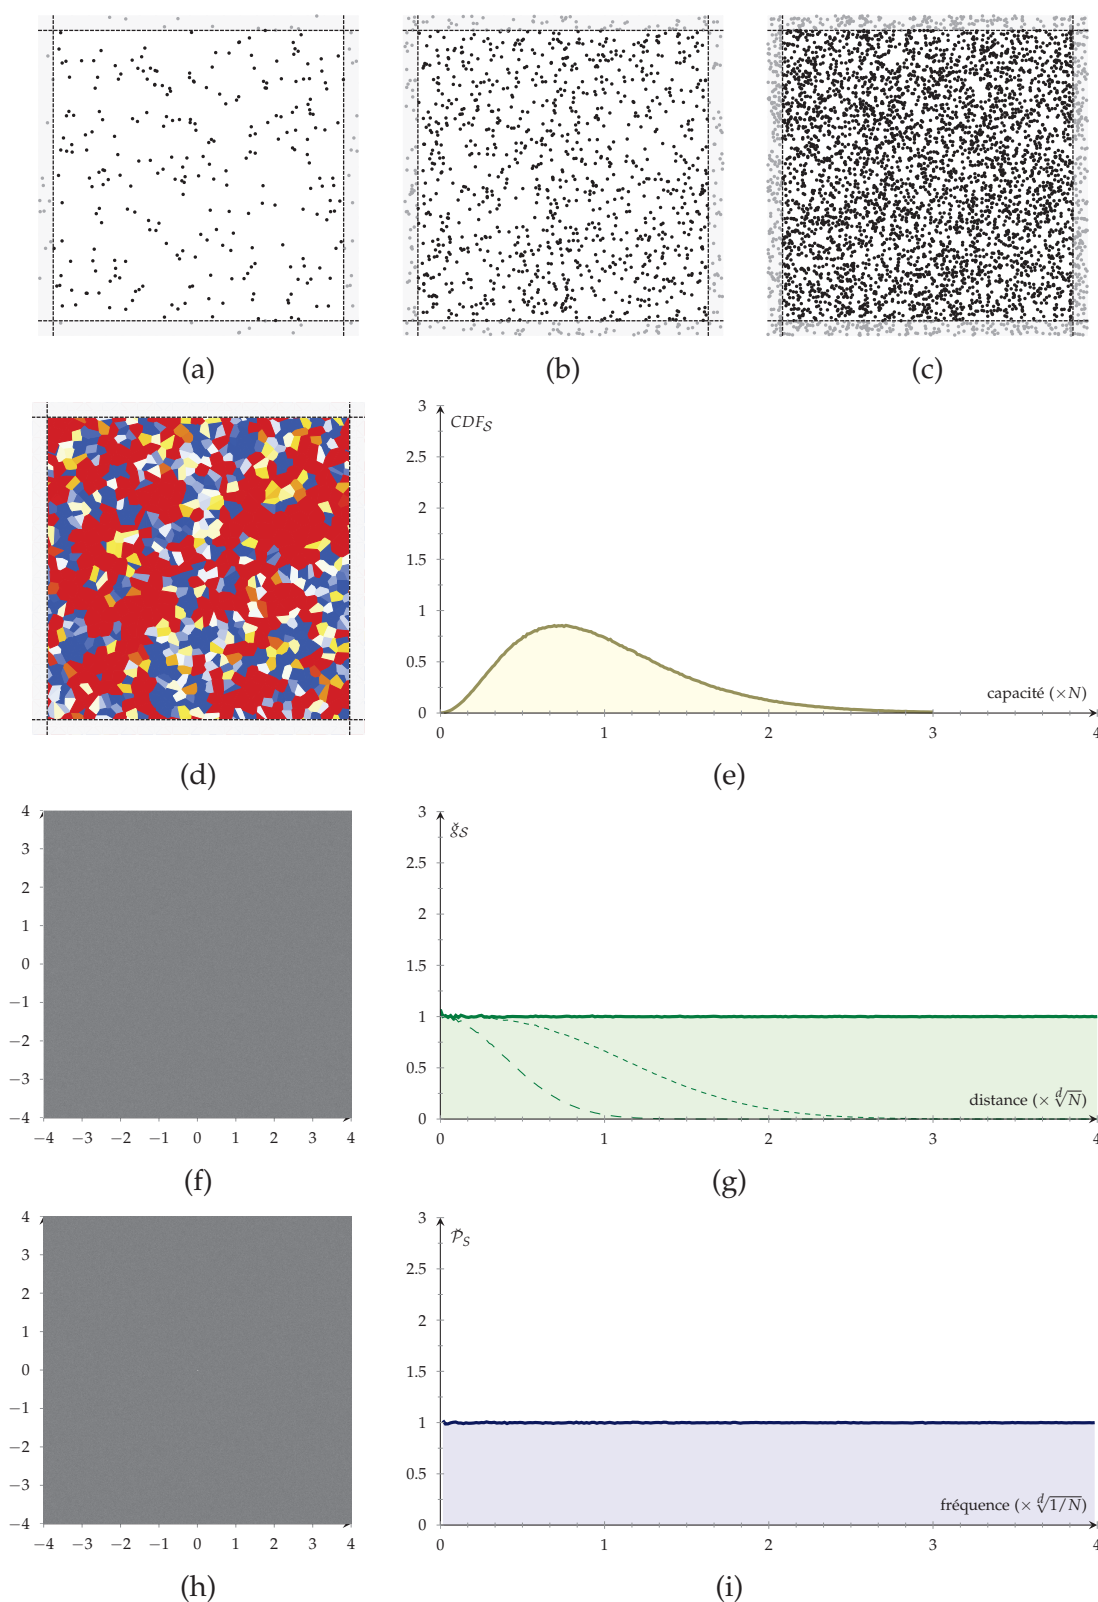 (a) (b) (c)
3
CDF_S
2.5
2
1.5
1
0.5
capacité (×N)
0
0 1 2 3 4
(d) (e)
4
3
2
1
0
−1
−2
−3
−4
−4 −3 −2 −1 0 1 2 3 4
3
ğ_S
2.5
2
1.5
1
0.5
distance (× ᵈ√N)
0
0 1 2 3 4
(f) (g)
4
3
2
1
0
−1
−2
−3
−4
−4 −3 −2 −1 0 1 2 3 4
3
𝒫̆_S
2.5
2
1.5
1
0.5
fréquence (× ᵈ√1/N)
0
0 1 2 3 4
(h) (i)